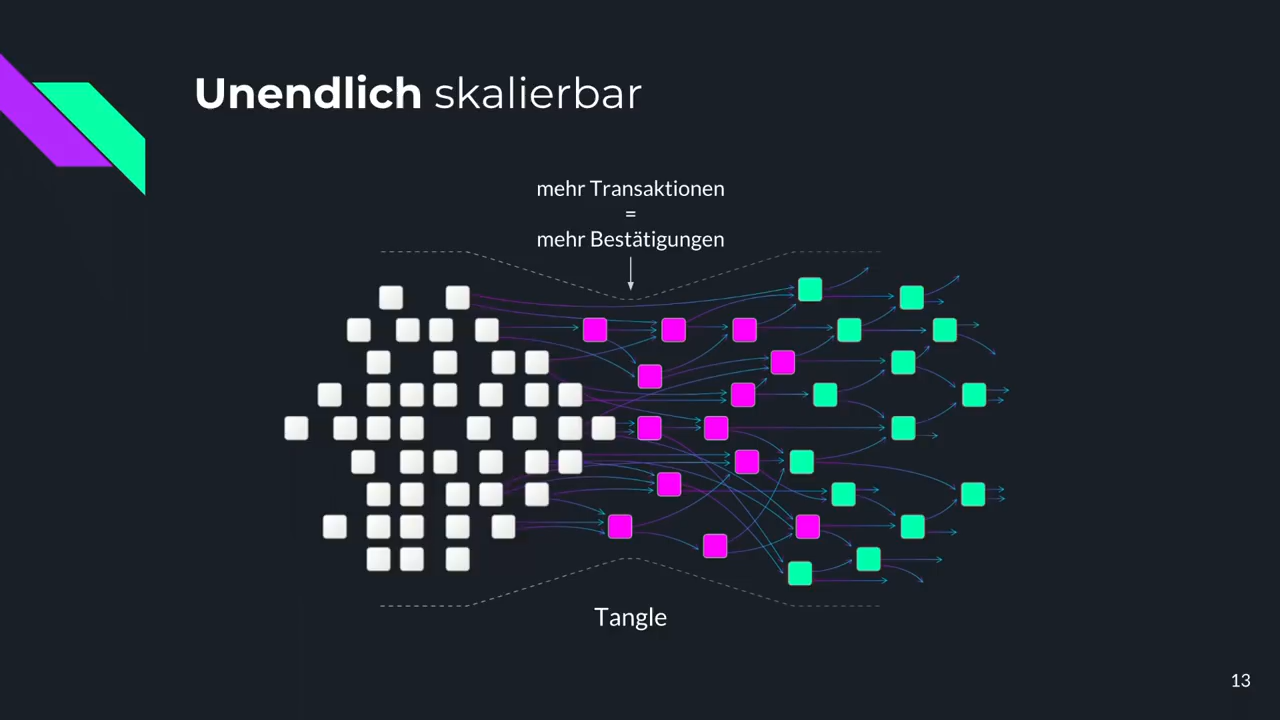 Unendlich skalierbar
mehr Transaktionen
=
mehr Bestätigungen
Tangle
13